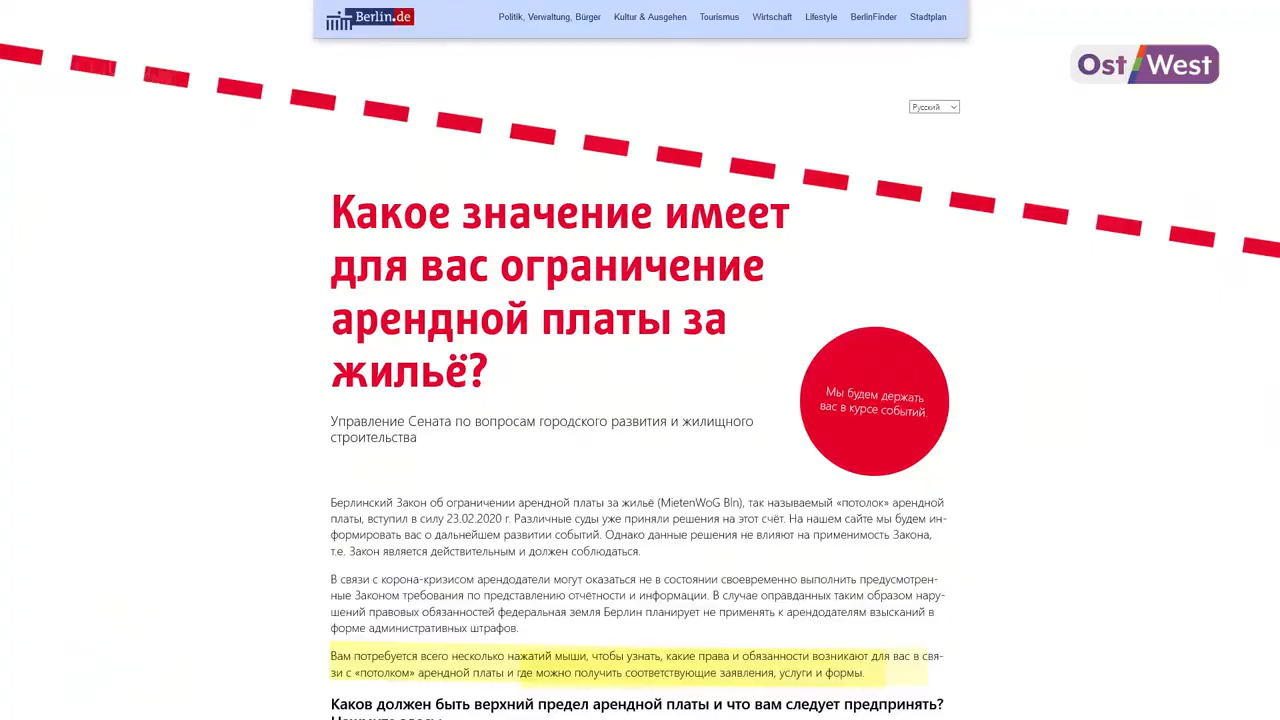 Berlin.de
Politik, Verwaltung, Bürger Kultur & Ausgehen Tourismus Wirtschaft Lifestyle BerlinFinder Stadtplan
Ost West
Русский
Какое значение имеет
для вас ограничение
арендной платы за
жильё?
Мы будем держать
вас в курсе событий.
Управление Сената по вопросам городского развития и жилищного
строительства
Берлинский Закон об ограничении арендной платы за жильё (MietenWoG Bln), так называемый «потолок» арендной
платы, вступил в силу 23.02.2020 г. Различные суды уже приняли решения на этот счёт. На нашем сайте мы будем ин-
формировать вас о дальнейшем развитии событий. Однако данные решения не влияют на применимость Закона,
т.е. Закон является действительным и должен соблюдаться.
В связи с корона-кризисом арендодатели могут оказаться не в состоянии своевременно выполнить предусмотрен-
ные Законом требования по представлению отчётности и информации. В случае оправданных таким образом нару-
шений правовых обязанностей федеральная земля Берлин планирует не применять к арендодателям взысканий в
форме административных штрафов.
Вам потребуется всего несколько нажатий мыши, чтобы узнать, какие права и обязанности возникают для вас в свя-
зи с «потолком» арендной платы и где можно получить соответствующие заявления, услуги и формы.
Каков должен быть верхний предел арендной платы и что вам следует предпринять?